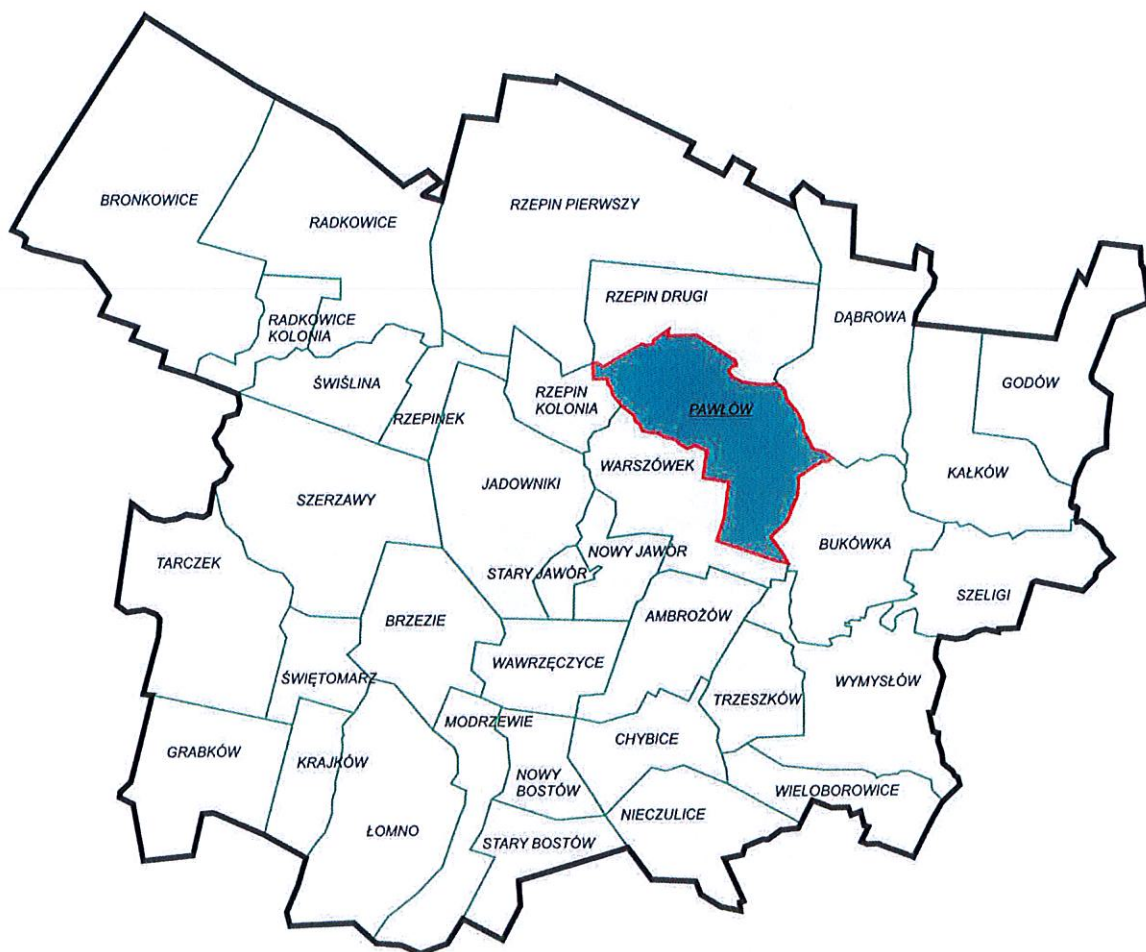 BRONKOWICE
RADKOWICE
RZEPIN PIERWSZY
RZEPIN DRUGI
DĄBROWA
RADKOWICE
KOLONIA
ŚWIŚLINA
RZEPINEK
RZEPIN
KOLONIA
PAWŁÓW
GODÓW
WARSZÓWEK
KAŁKÓW
SZERZAWY
JADOWNIKI
TARCZEK
NOWY JAWÓR
BUKÓWKA
STARY JAWÓR
SZELIGI
BRZEZIE
AMBROŻÓW
WAWRZĘCZYCE
ŚWIĘTOMARZ
TRZESZKÓW
WYMYSŁÓW
MODRZEWIE
CHYBICE
GRABKÓW
KRAJKÓW
NOWY
BOSTÓW
WIELOBOROWICE
NIECZULICE
ŁOMNO
STARY BOSTÓW